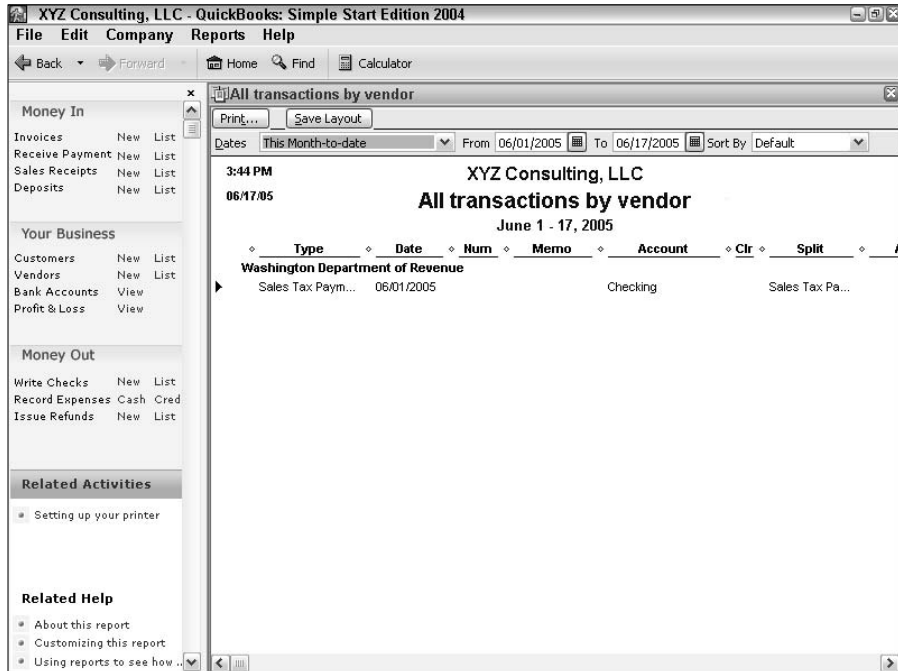 XYZ Consulting, LLC - QuickBooks: Simple Start Edition 2004
File Edit Company Reports Help
Back Forward Home Find Calculator
Money In
Invoices New List
Receive Payment New List
Sales Receipts New List
Deposits New List
Your Business
Customers New List
Vendors New List
Bank Accounts View
Profit & Loss View
Money Out
Write Checks New List
Record Expenses Cash Cred
Issue Refunds New List
Related Activities
Setting up your printer
Related Help
About this report
Customizing this report
Using reports to see how ..
All transactions by vendor
Print... Save Layout
Dates This Month-to-date From 06/01/2005 To 06/17/2005 Sort By Default
3:44 PM XYZ Consulting, LLC
06/17/05 All transactions by vendor
June 1 - 17, 2005
Type Date Num Memo Account Clr Split
Washington Department of Revenue
Sales Tax Paym... 06/01/2005 Checking Sales Tax Pa...